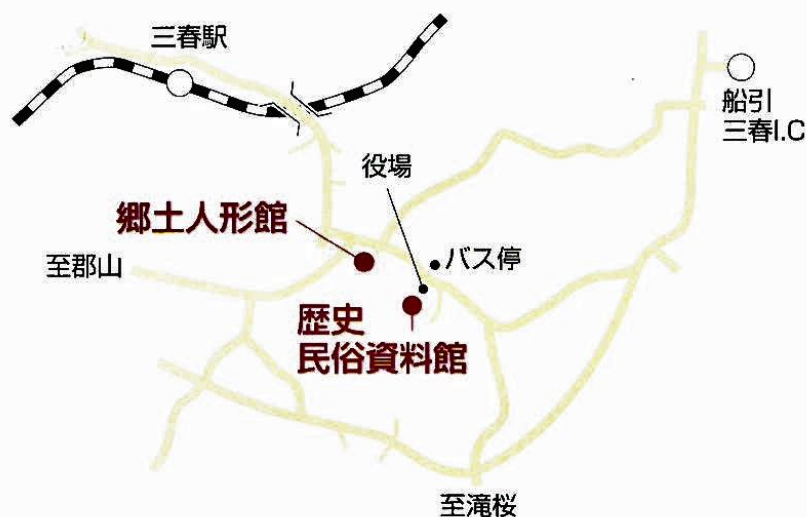 三春駅
船引
三春I.C
役場
郷土人形館
バス停
至郡山
歴史
民俗資料館
至滝桜